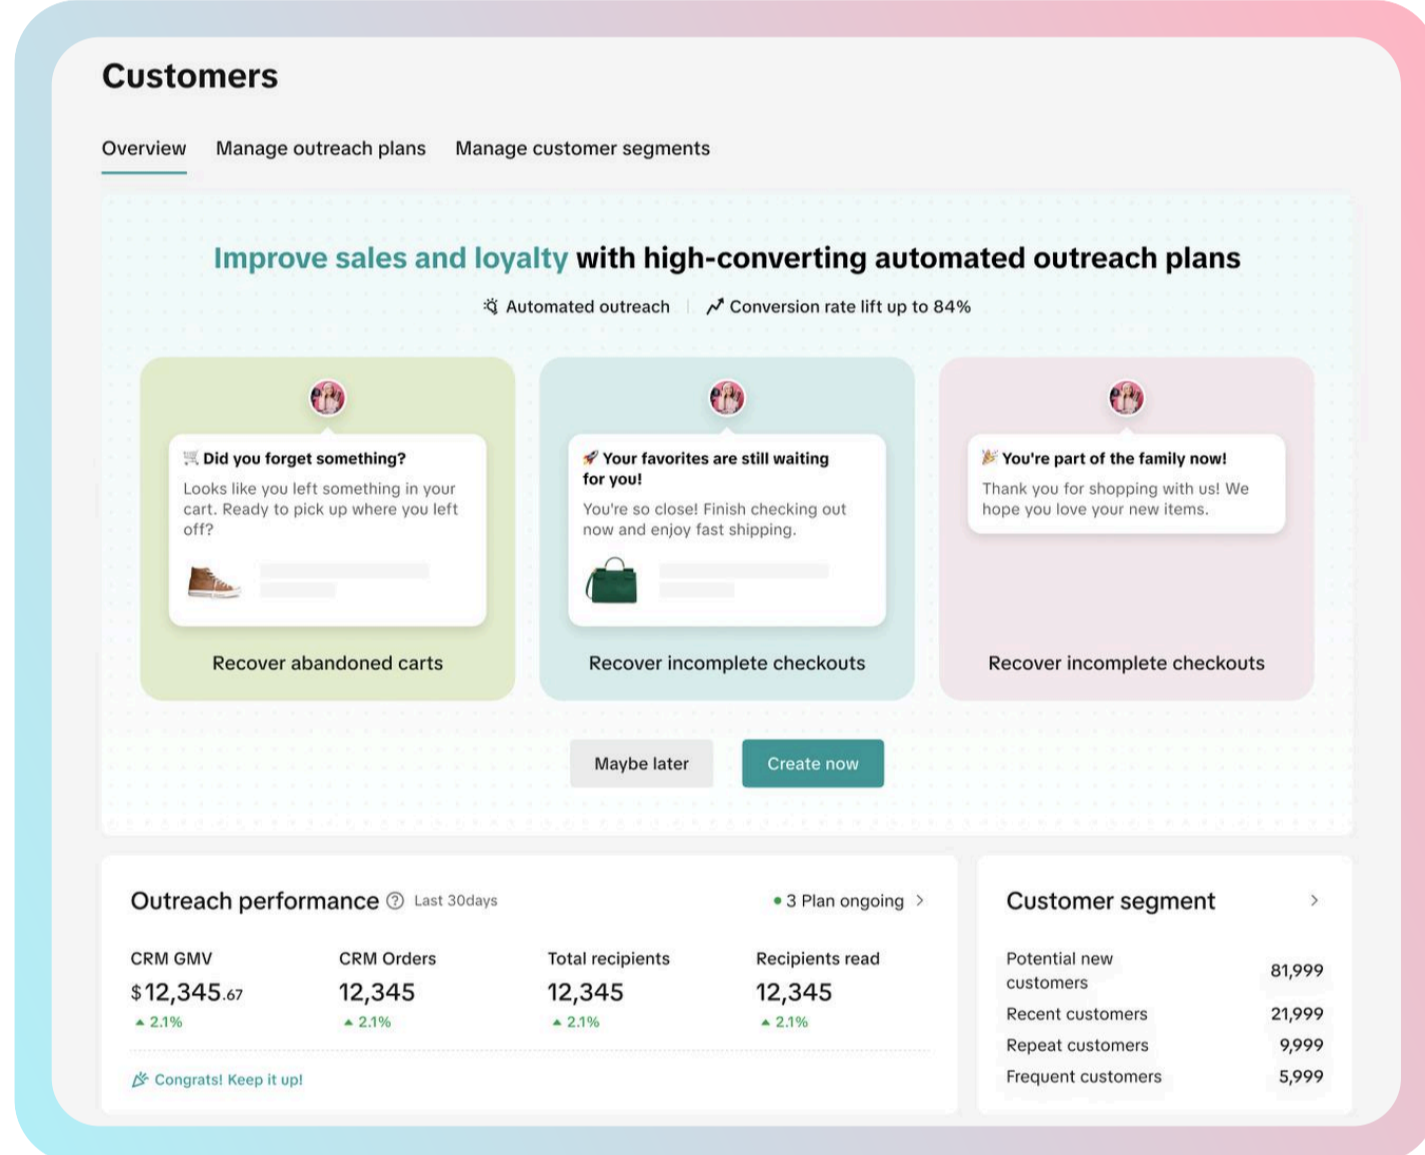 Customers
Overview Manage outreach plans Manage customer segments
Improve sales and loyalty with high-converting automated outreach plans
Automated outreach Conversion rate lift up to 84%
Did you forget something?
Looks like you left something in your
cart. Ready to pick up where you left
off?
Recover abandoned carts
Your favorites are still waiting
for you!
You're so close! Finish checking out
now and enjoy fast shipping.
Recover incomplete checkouts
You're part of the family now!
Thank you for shopping with us! We
hope you love your new items.
Recover incomplete checkouts
Maybe later Create now
Outreach performance ? Last 30days 3 Plan ongoing
CRM GMV CRM Orders Total recipients Recipients read
$12,345.67 12,345 12,345 12,345
2.1% 2.1% 2.1% 2.1%
Congrats! Keep it up!
Customer segment
Potential new
customers 81,999
Recent customers 21,999
Repeat customers 9,999
Frequent customers 5,999